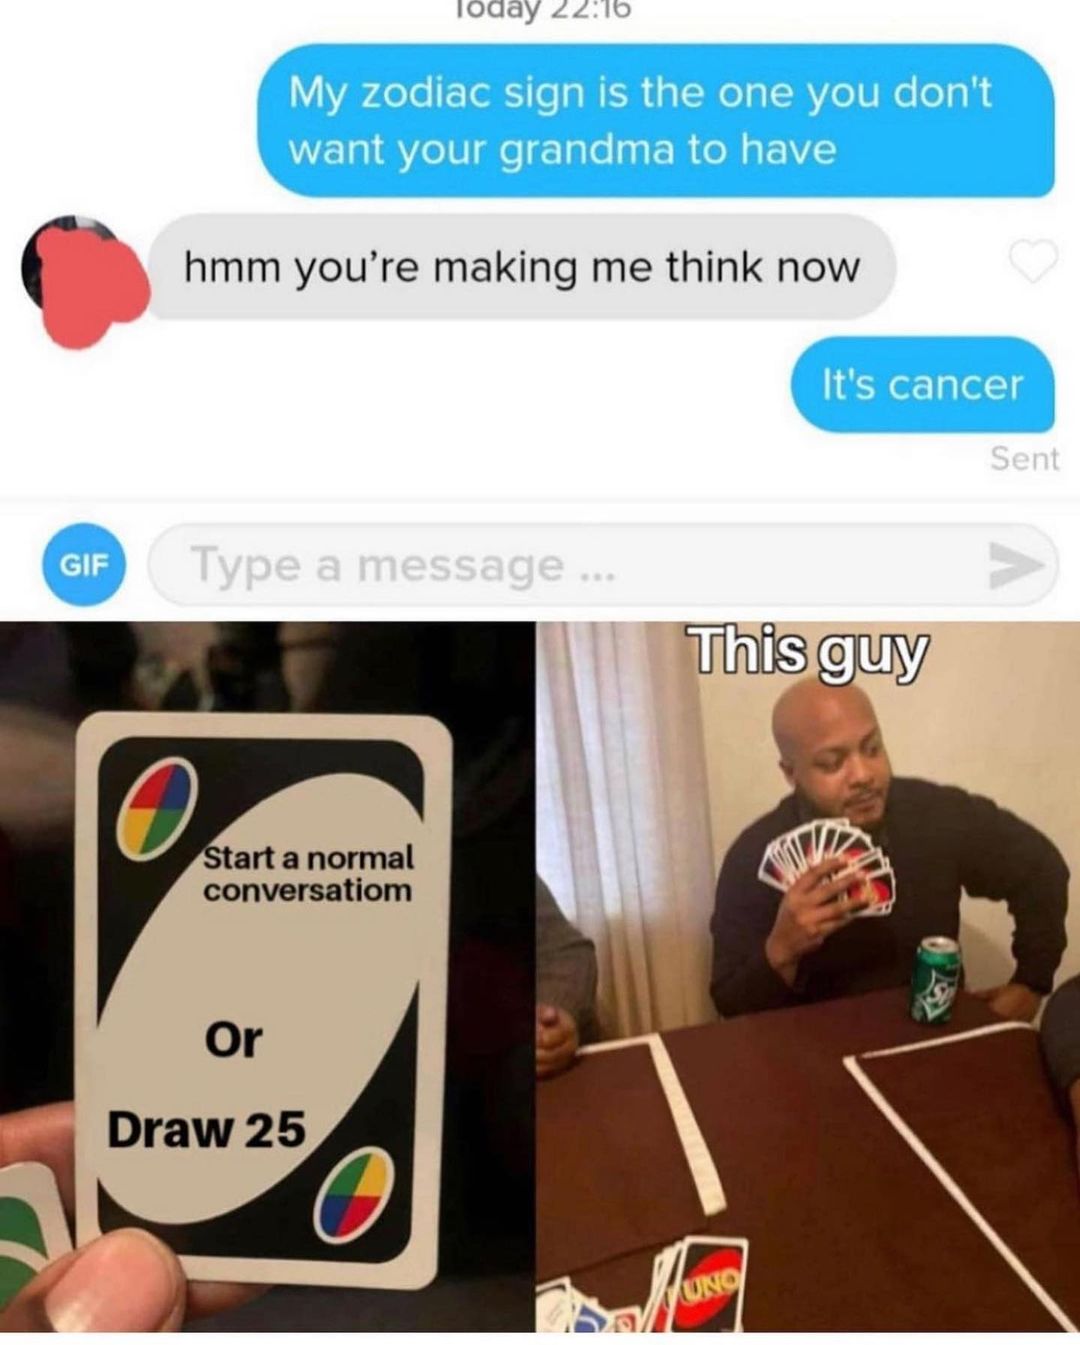 Today 22:16
My zodiac sign is the one you don't
want your grandma to have
hmm you’re making me think now
It's cancer
Sent
GIF
Type a message ...
This guy
Start a normal
conversatiom
Or
Draw 25
UNO